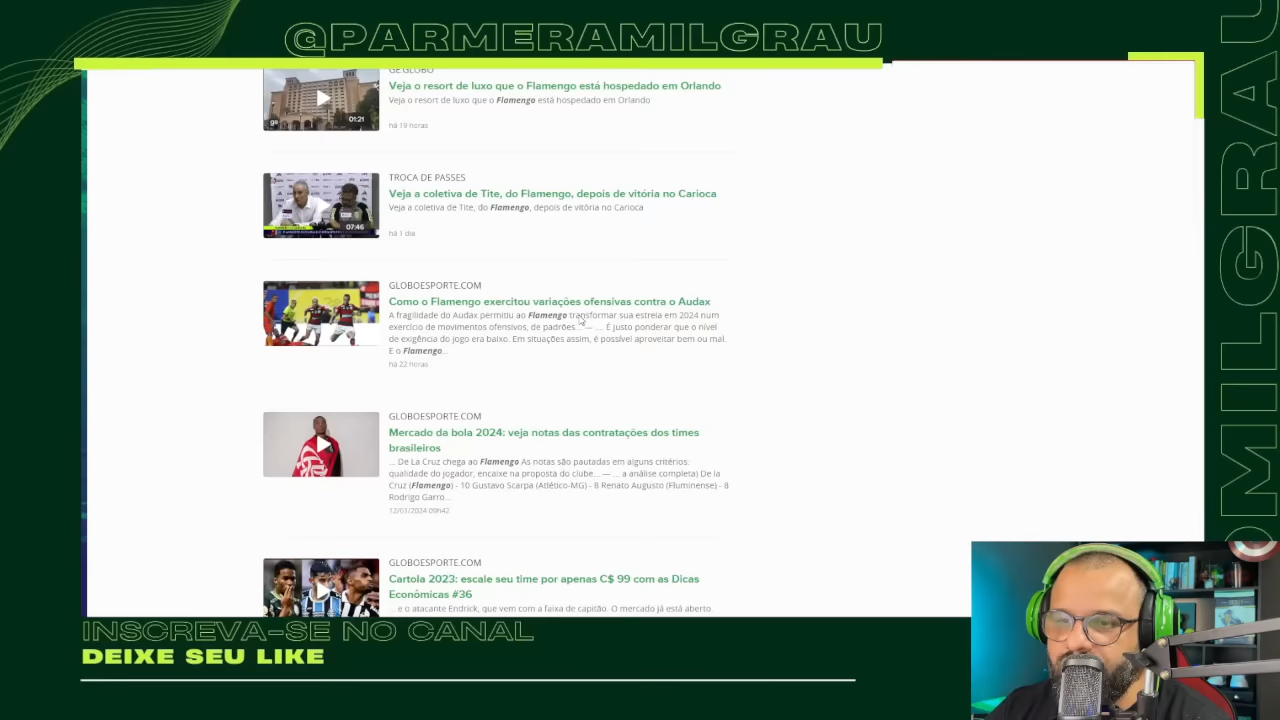 @PARMERAMILGRAU
GE.GLOBO
Veja o resort de luxo que o Flamengo está hospedado em Orlando
Veja o resort de luxo que o Flamengo está hospedado em Orlando
ge
01:21
há 19 horas
TROCA DE PASSES
Veja a coletiva de Tite, do Flamengo, depois de vitória no Carioca
Veja a coletiva de Tite, do Flamengo, depois de vitória no Carioca
07:46
há 1 dia
GLOBOESPORTE.COM
Como o Flamengo exercitou variações ofensivas contra o Audax
A fragilidade do Audax permitiu ao Flamengo transformar sua estreia em 2024 num
exercício de movimentos ofensivos, de padrões... — ... É justo ponderar que o nível
de exigência do jogo era baixo. Em situações assim, é possível aproveitar bem ou mal.
E o Flamengo...
há 22 horas
GLOBOESPORTE.COM
Mercado da bola 2024: veja notas das contratações dos times
brasileiros
... De La Cruz chega ao Flamengo As notas são pautadas em alguns critérios:
qualidade do jogador, encaixe na proposta do clube... — ... a análise completa) De la
Cruz (Flamengo) - 10 Gustavo Scarpa (Atlético-MG) - 8 Renato Augusto (Fluminense) - 8
Rodrigo Garro...
12/01/2024 09h42
GLOBOESPORTE.COM
Cartola 2023: escale seu time por apenas C$ 99 com as Dicas
Econômicas #36
... e o atacante Endrick, que vem com a faixa de capitão. O mercado já está aberto.
INSCREVA-SE NO CANAL
DEIXE SEU LIKE
OMILGRAU